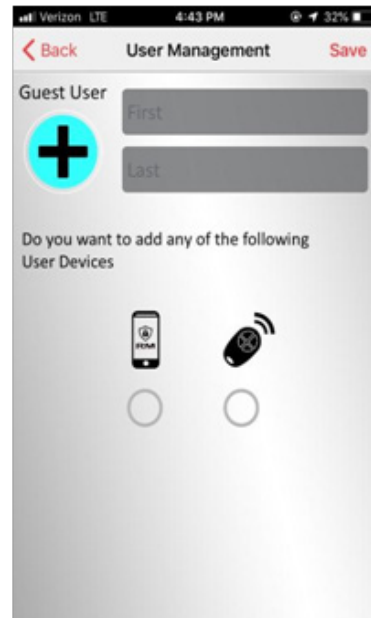 Verizon LTE 4:43 PM 32%
Back User Management Save
Guest User
First
Last
Do you want to add any of the following
User Devices